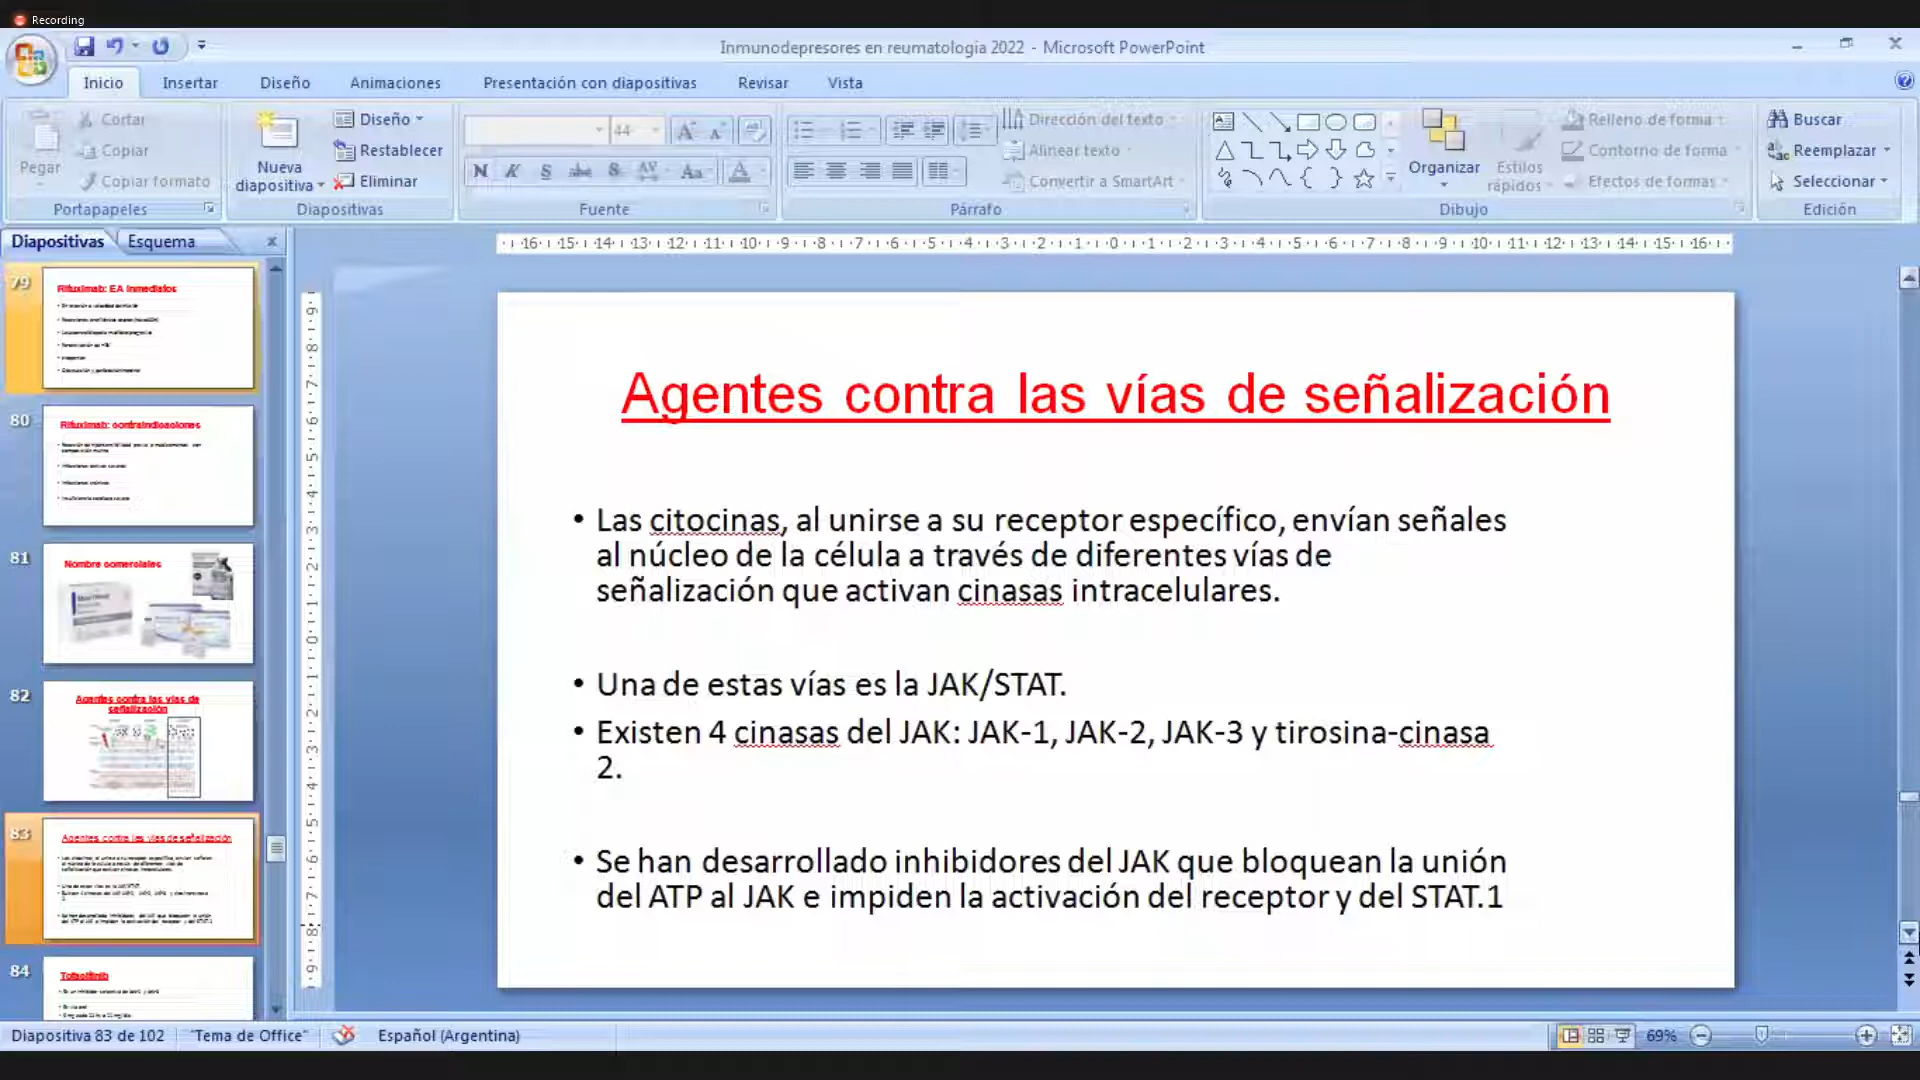 Recording
Inmunodepresores en reumatologia 2022 - Microsoft PowerPoint
Inicio Insertar Diseño Animaciones Presentación con diapositivas Revisar Vista
Pegar
Cortar
Copiar
Copiar formato
Portapapeles
Nueva
diapositiva
Diseño
Restablecer
Eliminar
Diapositivas
44
Fuente
Dirección del texto
Alinear texto
Convertir a SmartArt
Párrafo
Organizar
Estilos
rápidos
Relleno de forma
Contorno de forma
Efectos de formas
Dibujo
Buscar
Reemplazar
Seleccionar
Edición
Diapositivas Esquema
79
Rituximab: EA inmediatos
80
Rituximab: contraindicaciones
81
Nombre comerciales
82
Agentes contra las vías de
señalización
83
Agentes contra las vías de señalización
84
Tofacitinib
Agentes contra las vías de señalización
• Las citocinas, al unirse a su receptor específico, envían señales
al núcleo de la célula a través de diferentes vías de
señalización que activan cinasas intracelulares.
• Una de estas vías es la JAK/STAT.
• Existen 4 cinasas del JAK: JAK-1, JAK-2, JAK-3 y tirosina-cinasa
2.
• Se han desarrollado inhibidores del JAK que bloquean la unión
del ATP al JAK e impiden la activación del receptor y del STAT.1
Diapositiva 83 de 102 "Tema de Office" Español (Argentina) 69%